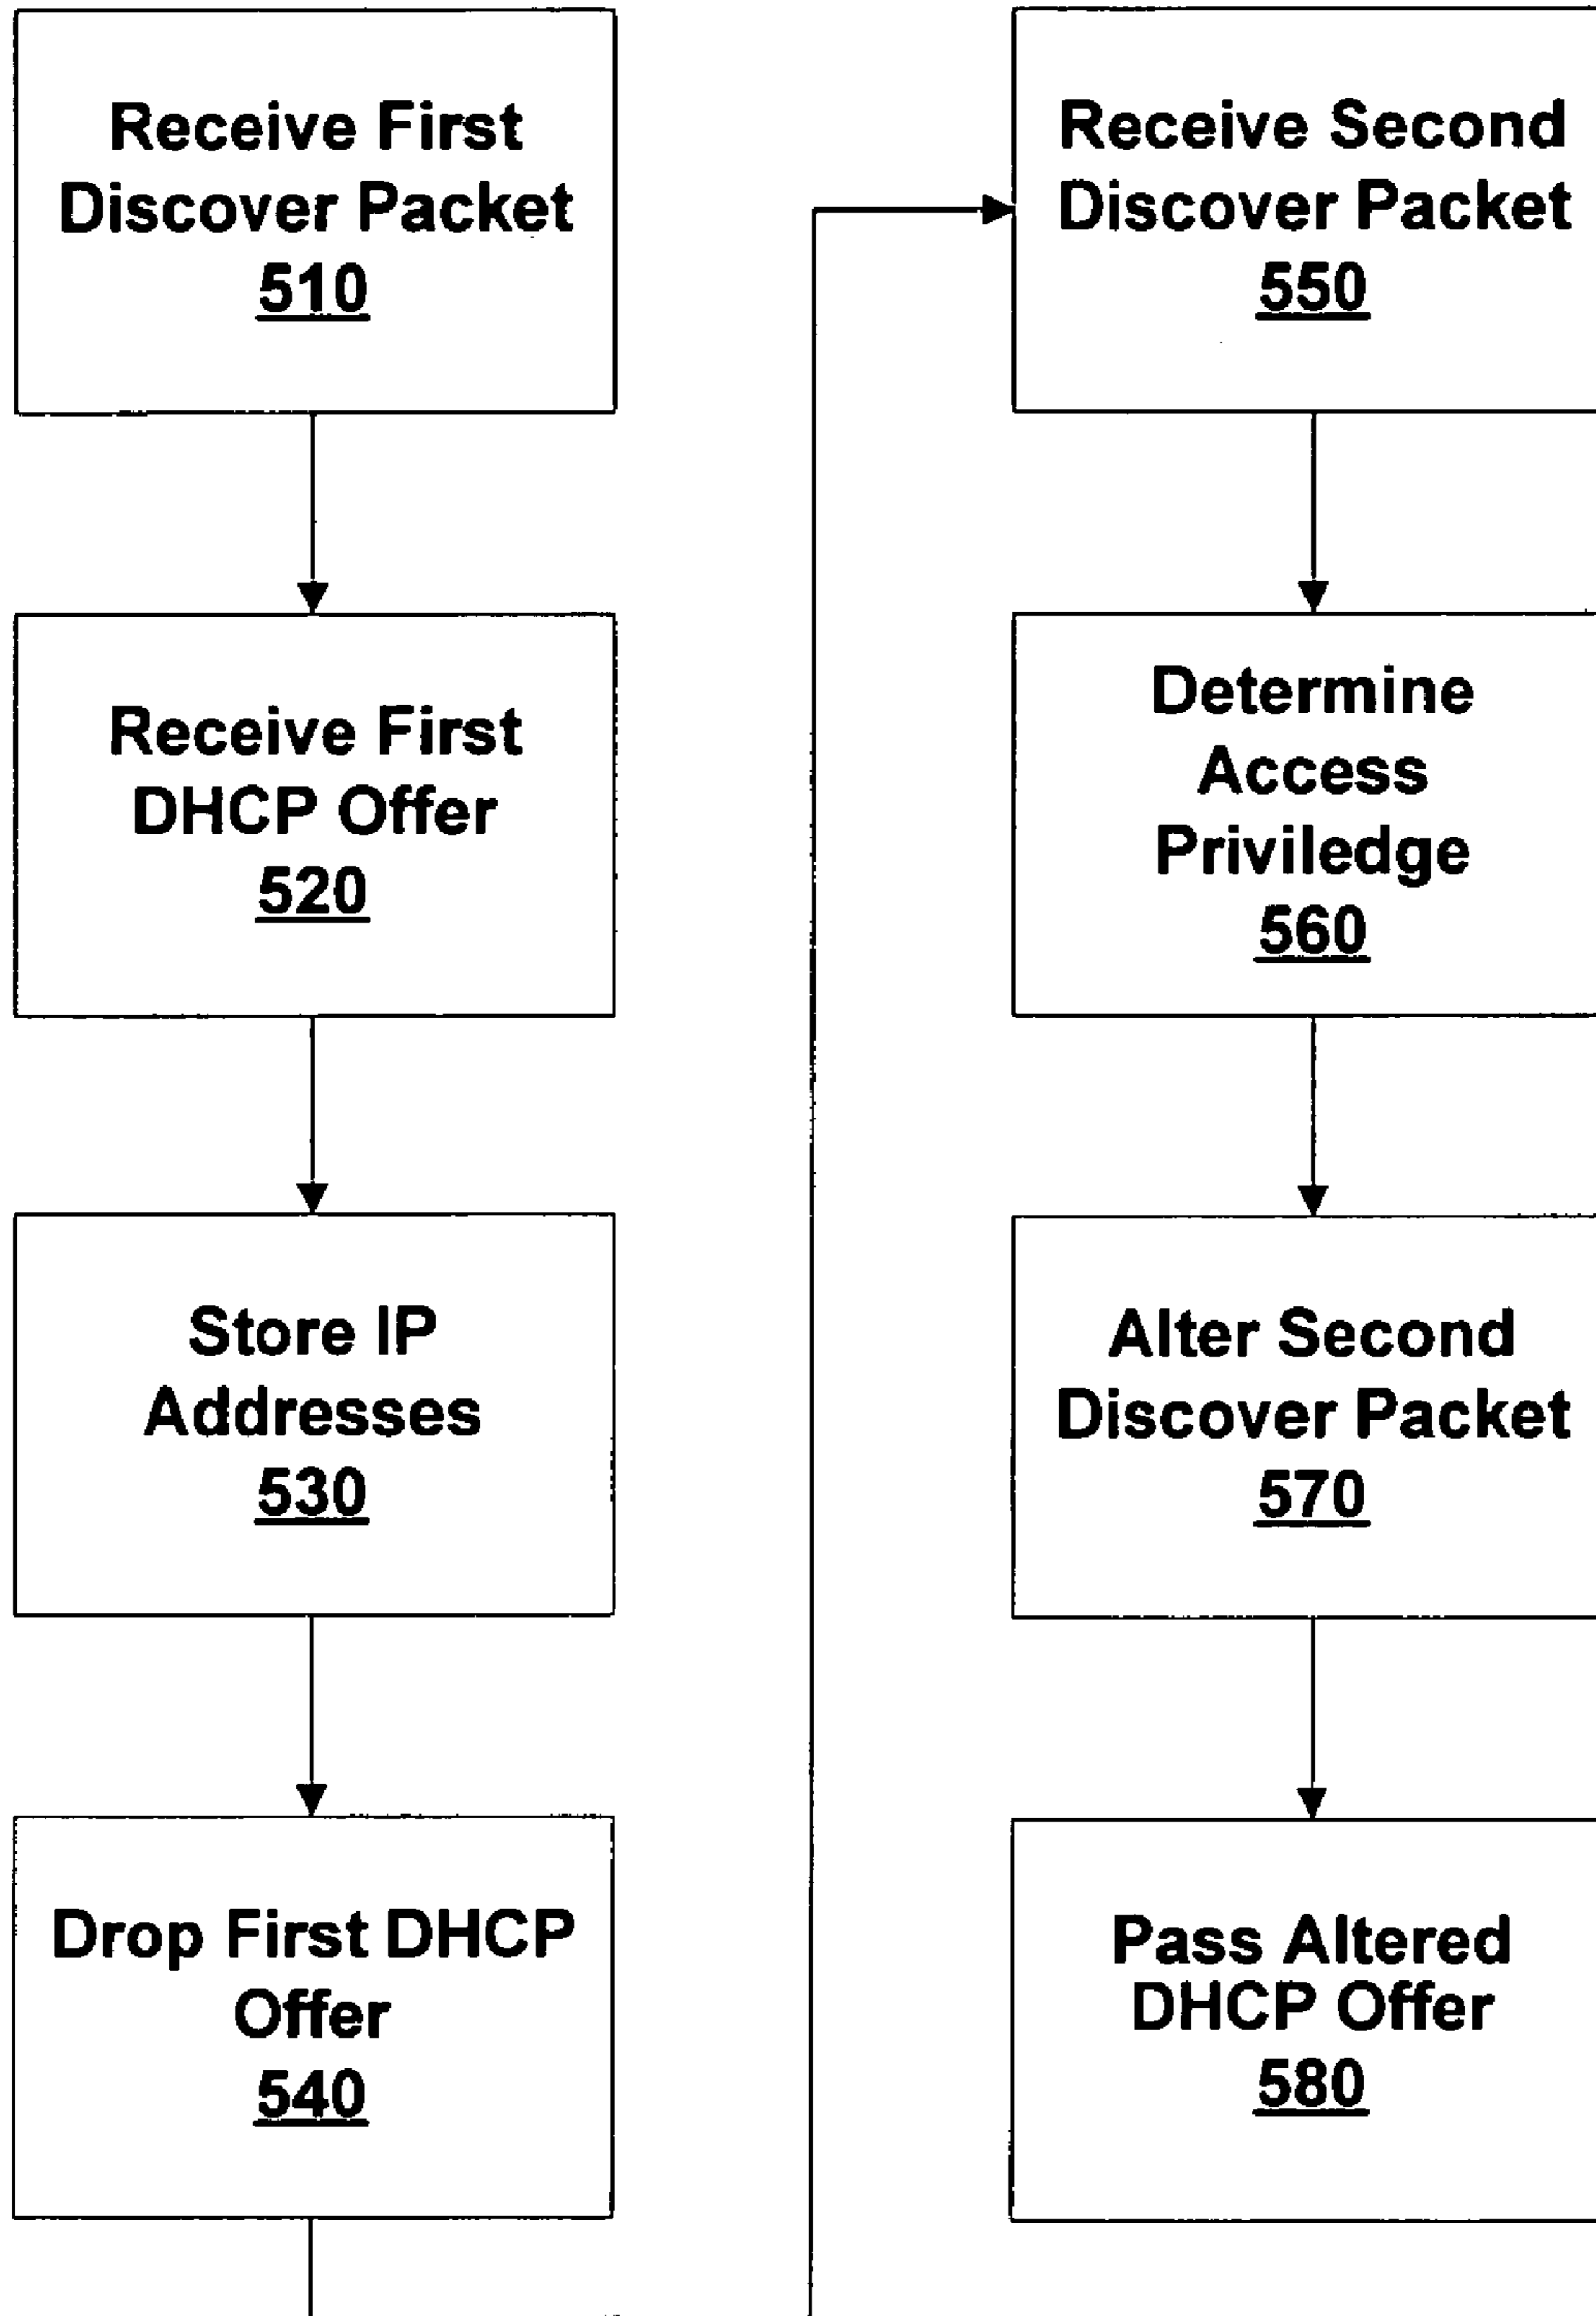 Receive First
Discover Packet
510
Receive First
DHCP Offer
520
Store IP
Addresses
530
Drop First DHCP
Offer
540
Receive Second
Discover Packet
550
Determine
Access
Priviledge
560
Alter Second
Discover Packet
570
Pass Altered
DHCP Offer
580